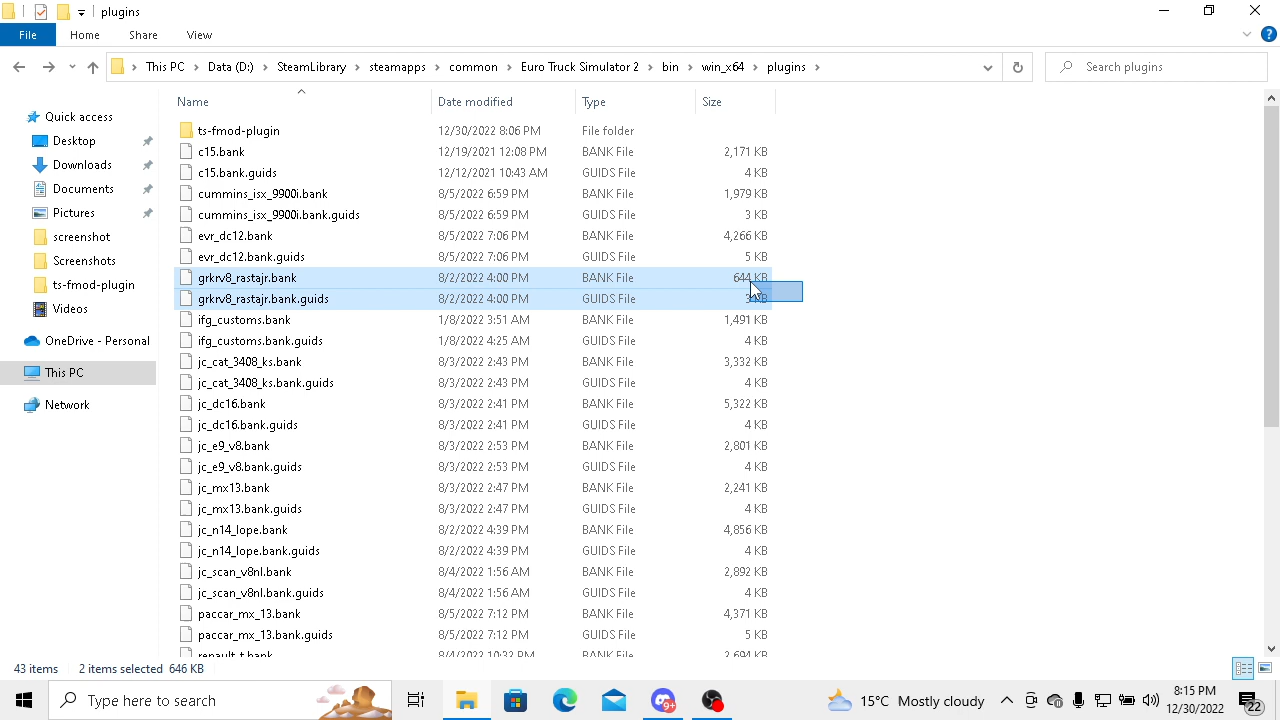 plugins
File Home Share View
This PC Data (D:) SteamLibrary steamapps common Euro Truck Simulator 2 bin win_x64 plugins Search plugins
Name Date modified Type Size
Quick access
Desktop
Downloads
Documents
Pictures
screenshot
Screenshots
ts-fmod-plugin
Videos
OneDrive - Personal
This PC
Network
ts-fmod-plugin 12/30/2022 8:06 PM File folder
c15.bank 12/19/2021 12:08 PM BANK File 2,171 KB
c15.bank.guids 12/12/2021 10:43 AM GUIDS File 4 KB
cummins_isx_9900i.bank 8/5/2022 6:59 PM BANK File 1,979 KB
cummins_isx_9900i.bank.guids 8/5/2022 6:59 PM GUIDS File 3 KB
evr_dc12.bank 8/5/2022 7:06 PM BANK File 4,266 KB
evr_dc12.bank.guids 8/5/2022 7:06 PM GUIDS File 5 KB
grkrv8_rastajr.bank 8/2/2022 4:00 PM BANK File 644 KB
grkrv8_rastajr.bank.guids 8/2/2022 4:00 PM GUIDS File 3 KB
ifg_customs.bank 1/8/2022 3:51 AM BANK File 1,491 KB
ifg_customs.bank.guids 1/8/2022 4:25 AM GUIDS File 4 KB
jc_cat_3408_ks.bank 8/3/2022 2:43 PM BANK File 3,332 KB
jc_cat_3408_ks.bank.guids 8/3/2022 2:43 PM GUIDS File 4 KB
jc_dc16.bank 8/3/2022 2:41 PM BANK File 5,322 KB
jc_dc16.bank.guids 8/3/2022 2:41 PM GUIDS File 4 KB
jc_e9_v8.bank 8/3/2022 2:53 PM BANK File 2,801 KB
jc_e9_v8.bank.guids 8/3/2022 2:53 PM GUIDS File 4 KB
jc_mx13.bank 8/3/2022 2:47 PM BANK File 2,241 KB
jc_mx13.bank.guids 8/3/2022 2:47 PM GUIDS File 4 KB
jc_n14_lope.bank 8/2/2022 4:39 PM BANK File 4,856 KB
jc_n14_lope.bank.guids 8/2/2022 4:39 PM GUIDS File 4 KB
jc_scan_v8nl.bank 8/4/2022 1:56 AM BANK File 2,892 KB
jc_scan_v8nl.bank.guids 8/4/2022 1:56 AM GUIDS File 4 KB
paccar_mx_13.bank 8/5/2022 7:12 PM BANK File 4,371 KB
paccar_mx_13.bank.guids 8/5/2022 7:12 PM GUIDS File 5 KB
renault_t.bank 8/4/2022 10:32 PM BANK File 2,694 KB
43 items 2 items selected 646 KB
Type here to search 9+ 15°C Mostly cloudy 8:15 PM
12/30/2022 22